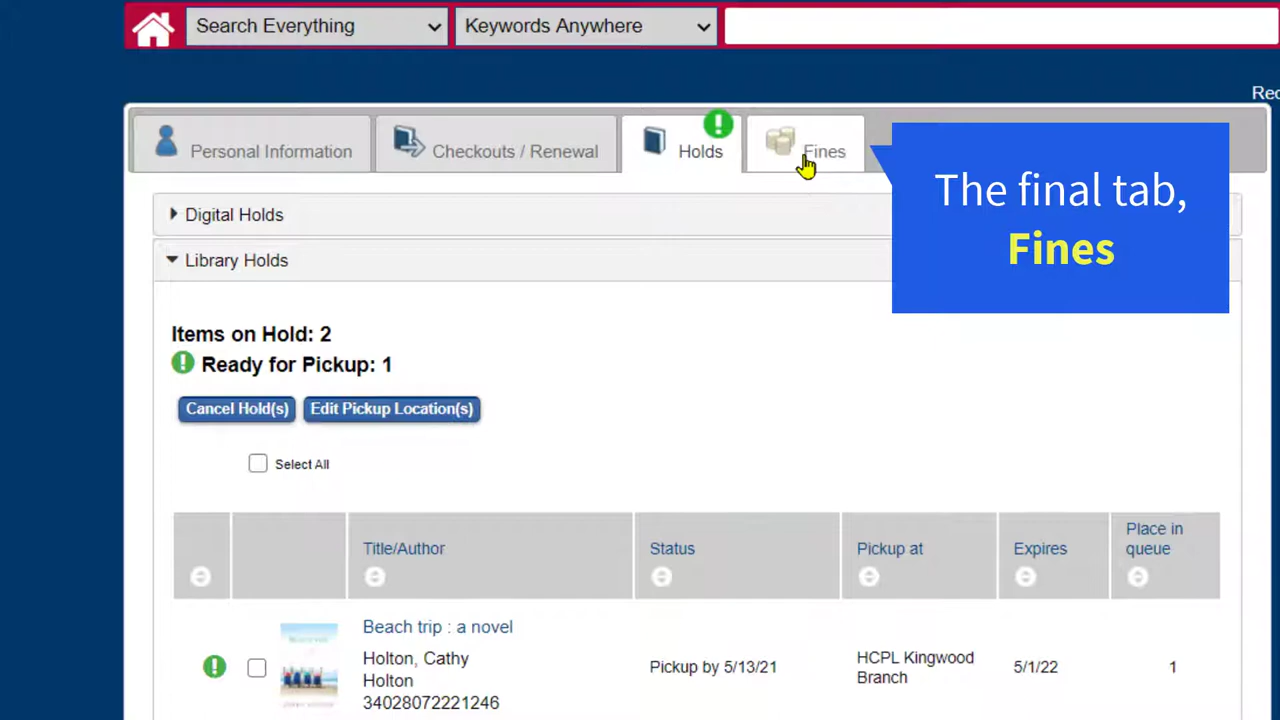 Search Everything
Keywords Anywhere
Rec
Personal Information
Checkouts / Renewal
Holds
Fines
The final tab,
Fines
Digital Holds
Library Holds
Items on Hold: 2
Ready for Pickup: 1
Cancel Hold(s)
Edit Pickup Location(s)
Select All
Title/Author
Status
Pickup at
Expires
Place in
queue
Beach trip : a novel
Holton, Cathy
Holton
34028072221246
Pickup by 5/13/21
HCPL Kingwood
Branch
5/1/22
1